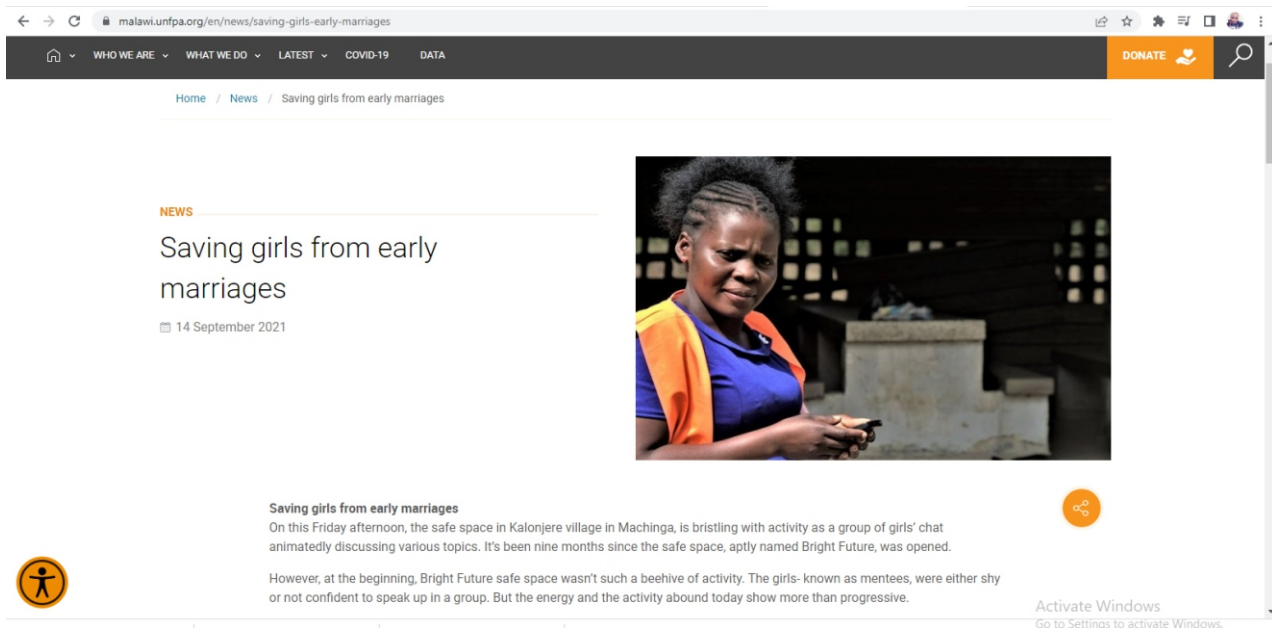 malawi.unfpa.org/en/news/saving-girls-early-marriages
WHO WE ARE WHAT WE DO LATEST COVID-19 DATA DONATE
Home / News / Saving girls from early marriages
NEWS
Saving girls from early
marriages
14 September 2021
Saving girls from early marriages
On this Friday afternoon, the safe space in Kalonjere village in Machinga, is bristling with activity as a group of girls' chat
animatedly discussing various topics. It's been nine months since the safe space, aptly named Bright Future, was opened.
However, at the beginning, Bright Future safe space wasn't such a beehive of activity. The girls- known as mentees, were either shy
or not confident to speak up in a group. But the energy and the activity abound today show more than progressive.
Activate Windows
Go to Settings to activate Windows.